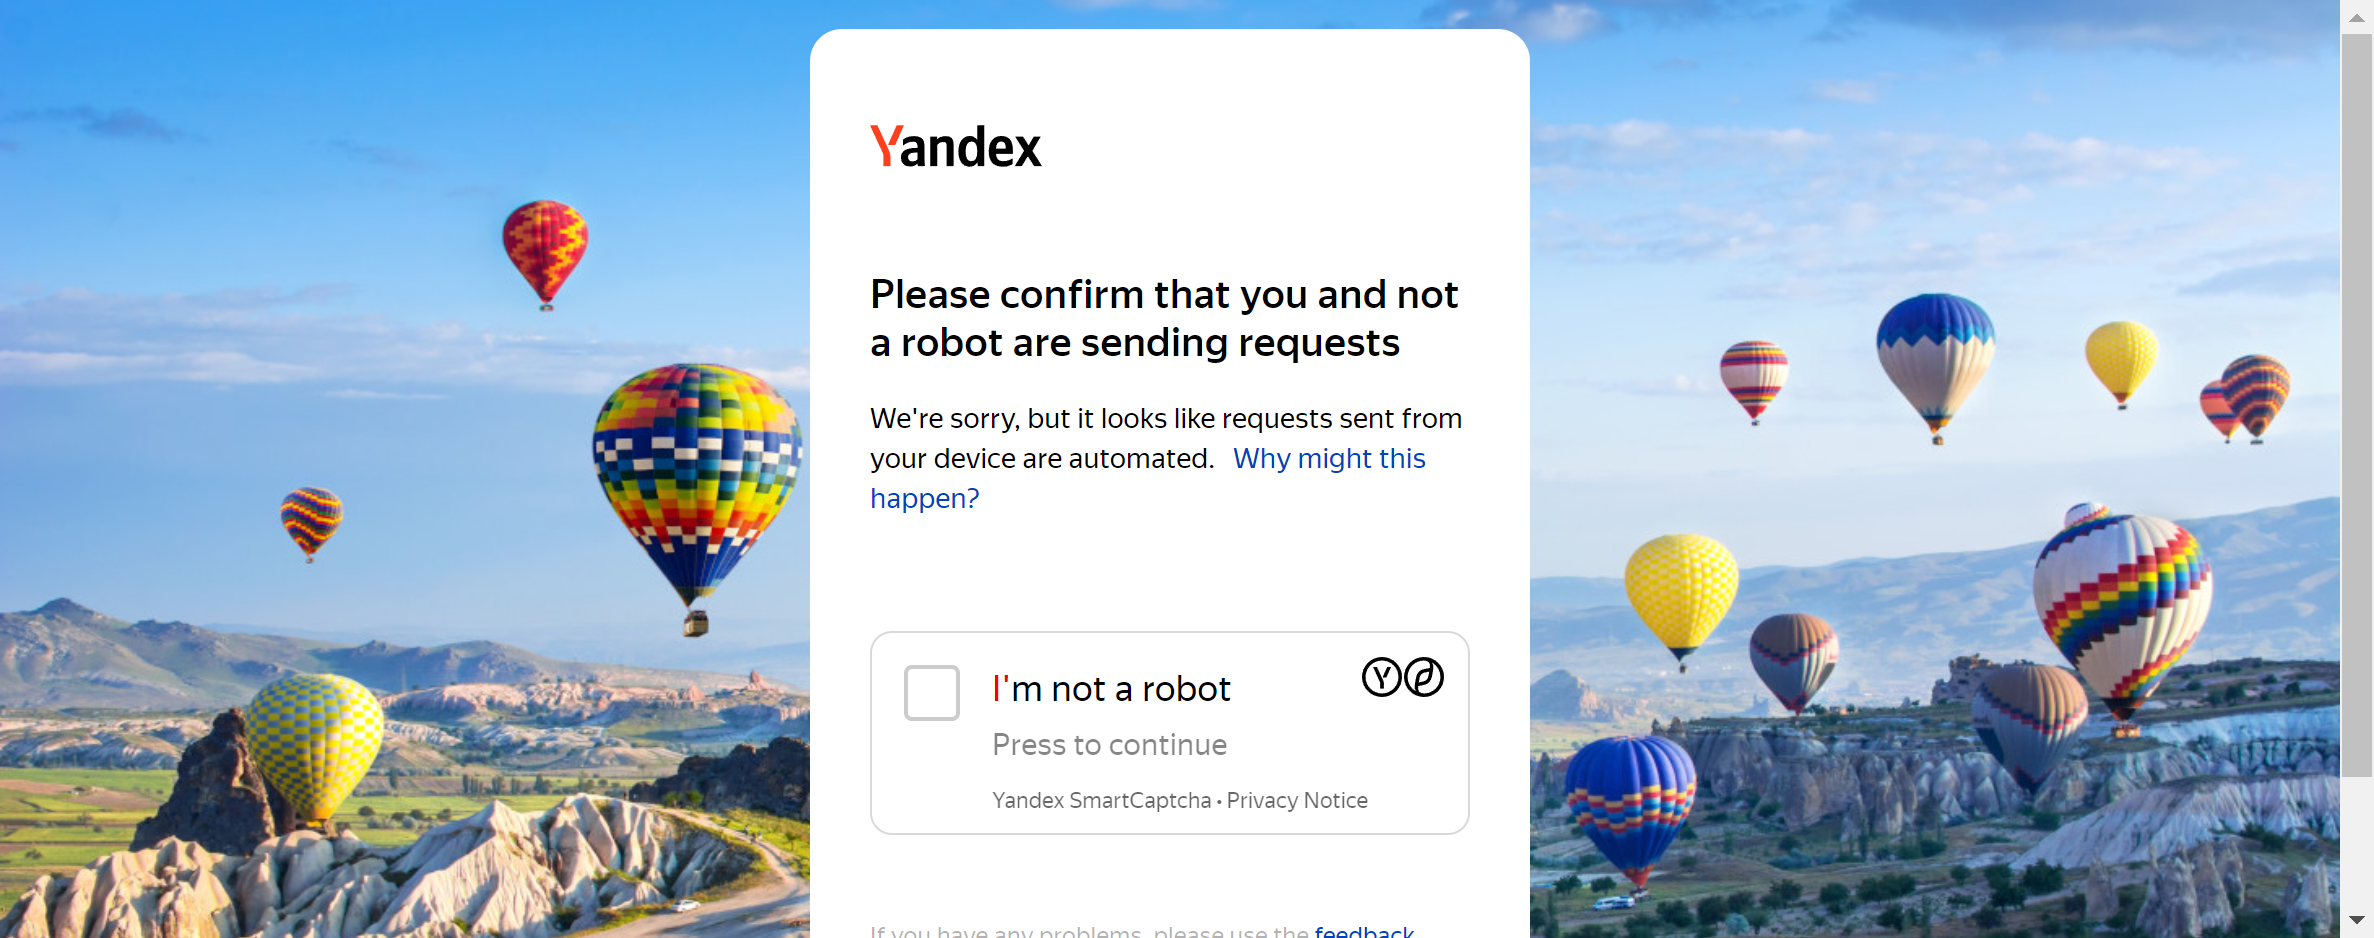 Yandex
Please confirm that you and not
a robot are sending requests
We're sorry, but it looks like requests sent from
your device are automated. Why might this
happen?
I'm not a robot
Press to continue
Yandex SmartCaptcha • Privacy Notice
If you have any problems, please use the feedback